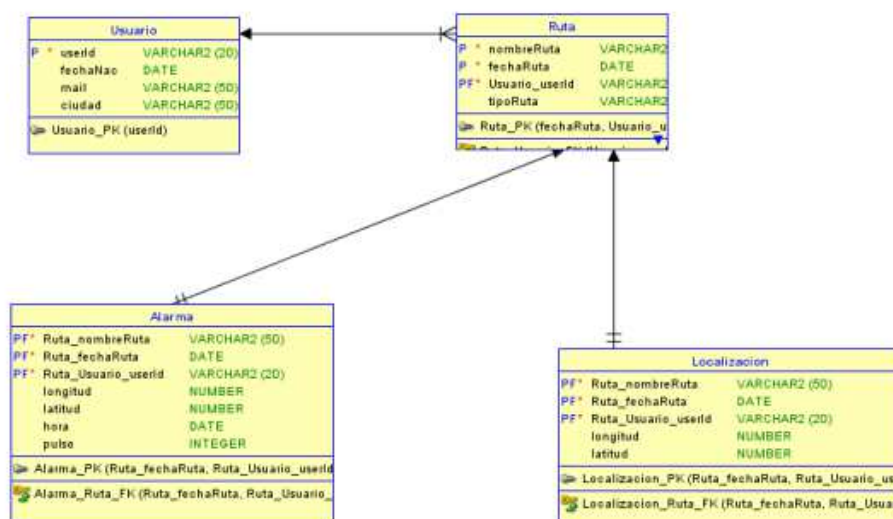 Usuario
P * userId VARCHAR2 (20)
fechaNac DATE
mail VARCHAR2 (50)
ciudad VARCHAR2 (50)
Usuario_PK (userId)
Ruta
P * nombreRuta VARCHAR2
P * fechaRuta DATE
PF* Usuario_userId VARCHAR2
tipoRuta VARCHAR2
Ruta_PK (fechaRuta, Usuario_u
Alarma
PF* Ruta_nombreRuta VARCHAR2 (50)
PF* Ruta_fechaRuta DATE
PF* Ruta_Usuario_userId VARCHAR2 (20)
longitud NUMBER
latitud NUMBER
hora DATE
pulso INTEGER
Alarma_PK (Ruta_fechaRuta, Ruta_Usuario_userId
Alarma_Ruta_FK (Ruta_fechaRuta, Ruta_Usuario_
Localizacion
PF* Ruta_nombreRuta VARCHAR2 (50)
PF* Ruta_fechaRuta DATE
PF* Ruta_Usuario_userId VARCHAR2 (20)
longitud NUMBER
latitud NUMBER
Localizacion_PK (Ruta_fechaRuta, Ruta_Usuario_us
Localizacion_Ruta_FK (Ruta_fechaRuta, Ruta_Usua